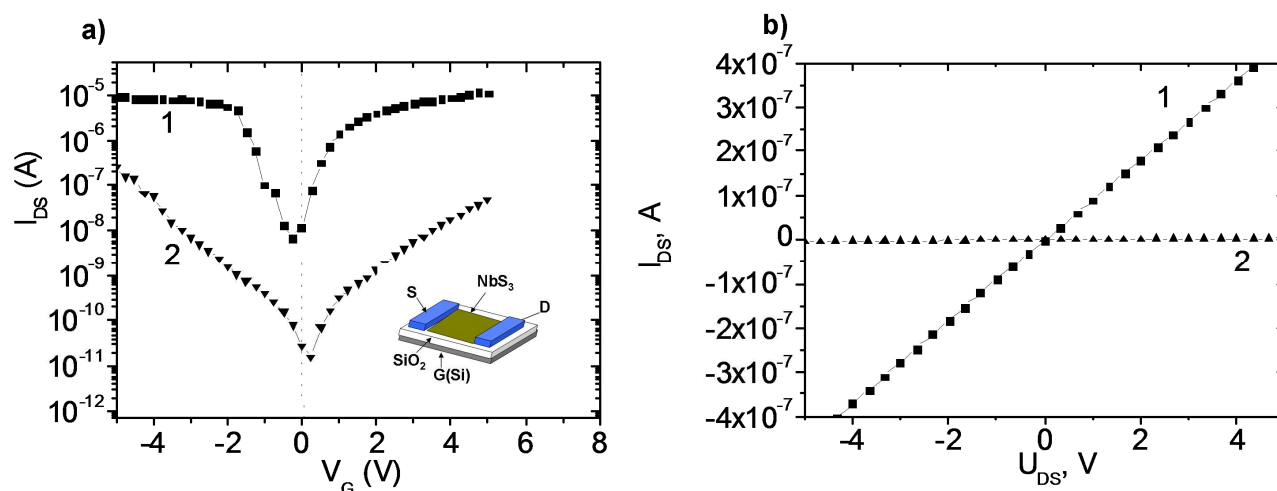 a)
10⁻⁵
10⁻⁶
10⁻⁷
10⁻⁸
10⁻⁹
10⁻¹⁰
10⁻¹¹
10⁻¹²
I_DS (A)
1
2
S
NbS₃
D
SiO₂
G(Si)
-4 -2 0 2 4 6 8
V_G (V)
b)
4x10⁻⁷
3x10⁻⁷
2x10⁻⁷
1x10⁻⁷
0
-1x10⁻⁷
-2x10⁻⁷
-3x10⁻⁷
-4x10⁻⁷
I_DS, A
1
2
-4 -2 0 2 4
U_DS, V